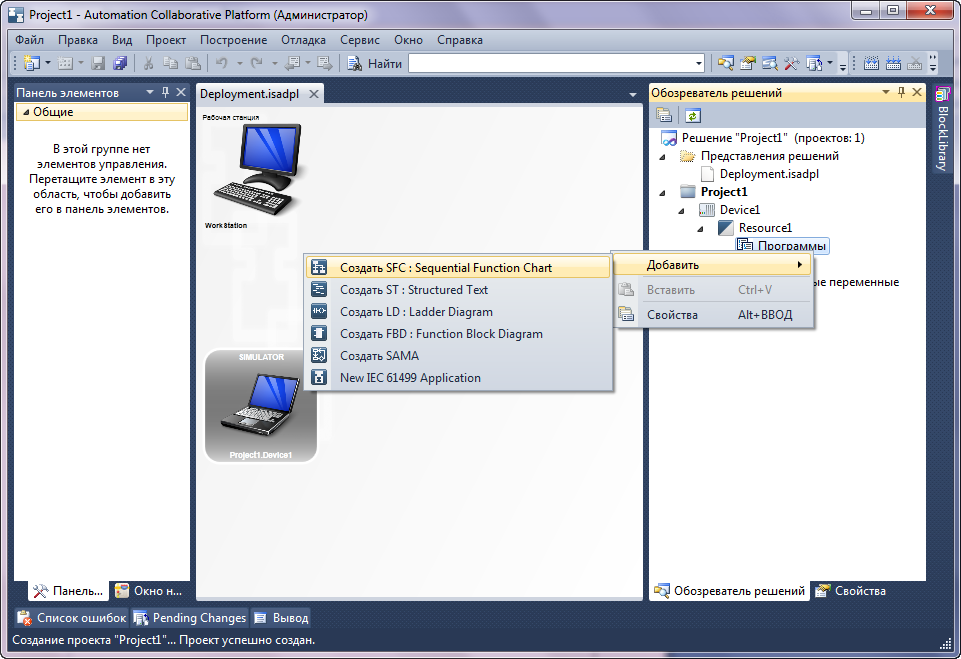 Project1 - Automation Collaborative Platform (Администратор)
Файл Правка Вид Проект Построение Отладка Сервис Окно Справка
Найти
Панель элементов
Общие
В этой группе нет
элементов управления.
Перетащите элемент в эту
область, чтобы добавить
его в панель элементов.
Deployment.isadpl
Рабочая станция
WorkStation
SIMULATOR
Project1.Device1
Создать SFC : Sequential Function Chart
Создать ST : Structured Text
Создать LD : Ladder Diagram
Создать FBD : Function Block Diagram
Создать SAMA
New IEC 61499 Application
Добавить
Вставить Ctrl+V
Свойства Alt+ВВОД
Обозреватель решений
Решение "Project1" (проектов: 1)
Представления решений
Deployment.isadpl
Project1
Device1
Resource1
Программы
ые переменные
BlockLibrary
Панель... Окно н...
Обозреватель решений Свойства
Список ошибок Pending Changes Вывод
Создание проекта "Project1"... Проект успешно создан.